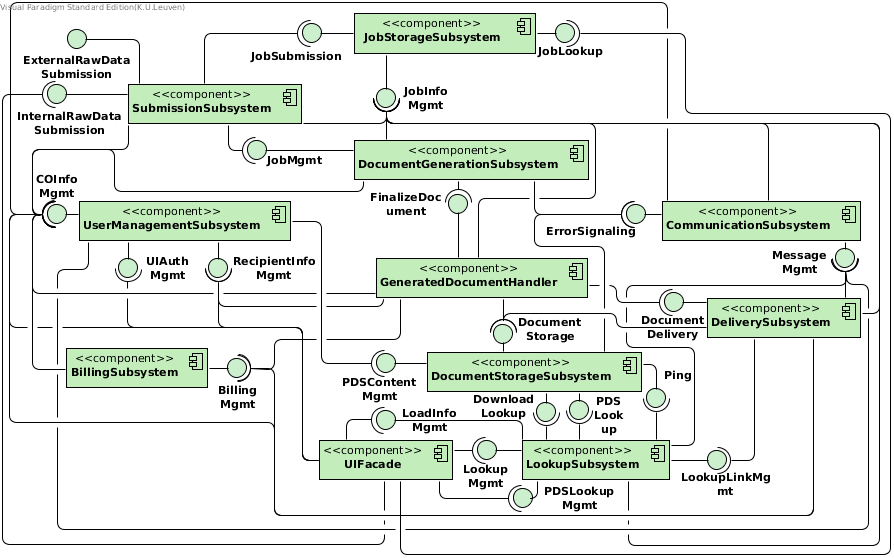 Visual Paradigm Standard Edition(K.U.Leuven)
<<component>>
JobStorageSubsystem
JobSubmission
JobLookup
ExternalRawData
Submission
InternalRawData
Submission
<<component>>
SubmissionSubsystem
JobInfo
Mgmt
JobMgmt
<<component>>
DocumentGenerationSubsystem
COInfo
Mgmt
<<component>>
UserManagementSubsystem
FinalizeDoc
ument
ErrorSignaling
<<component>>
CommunicationSubsystem
UIAuth
Mgmt
RecipientInfo
Mgmt
<<component>>
GeneratedDocumentHandler
Message
Mgmt
Document
Delivery
<<component>>
DeliverySubsystem
Document
Storage
<<component>>
BillingSubsystem
Billing
Mgmt
PDSContent
Mgmt
<<component>>
DocumentStorageSubsystem
Ping
Download
Lookup
PDS
Look
up
LoadInfo
Mgmt
<<component>>
UIFacade
Lookup
Mgmt
<<component>>
LookupSubsystem
LookupLinkMg
mt
PDSLookup
Mgmt